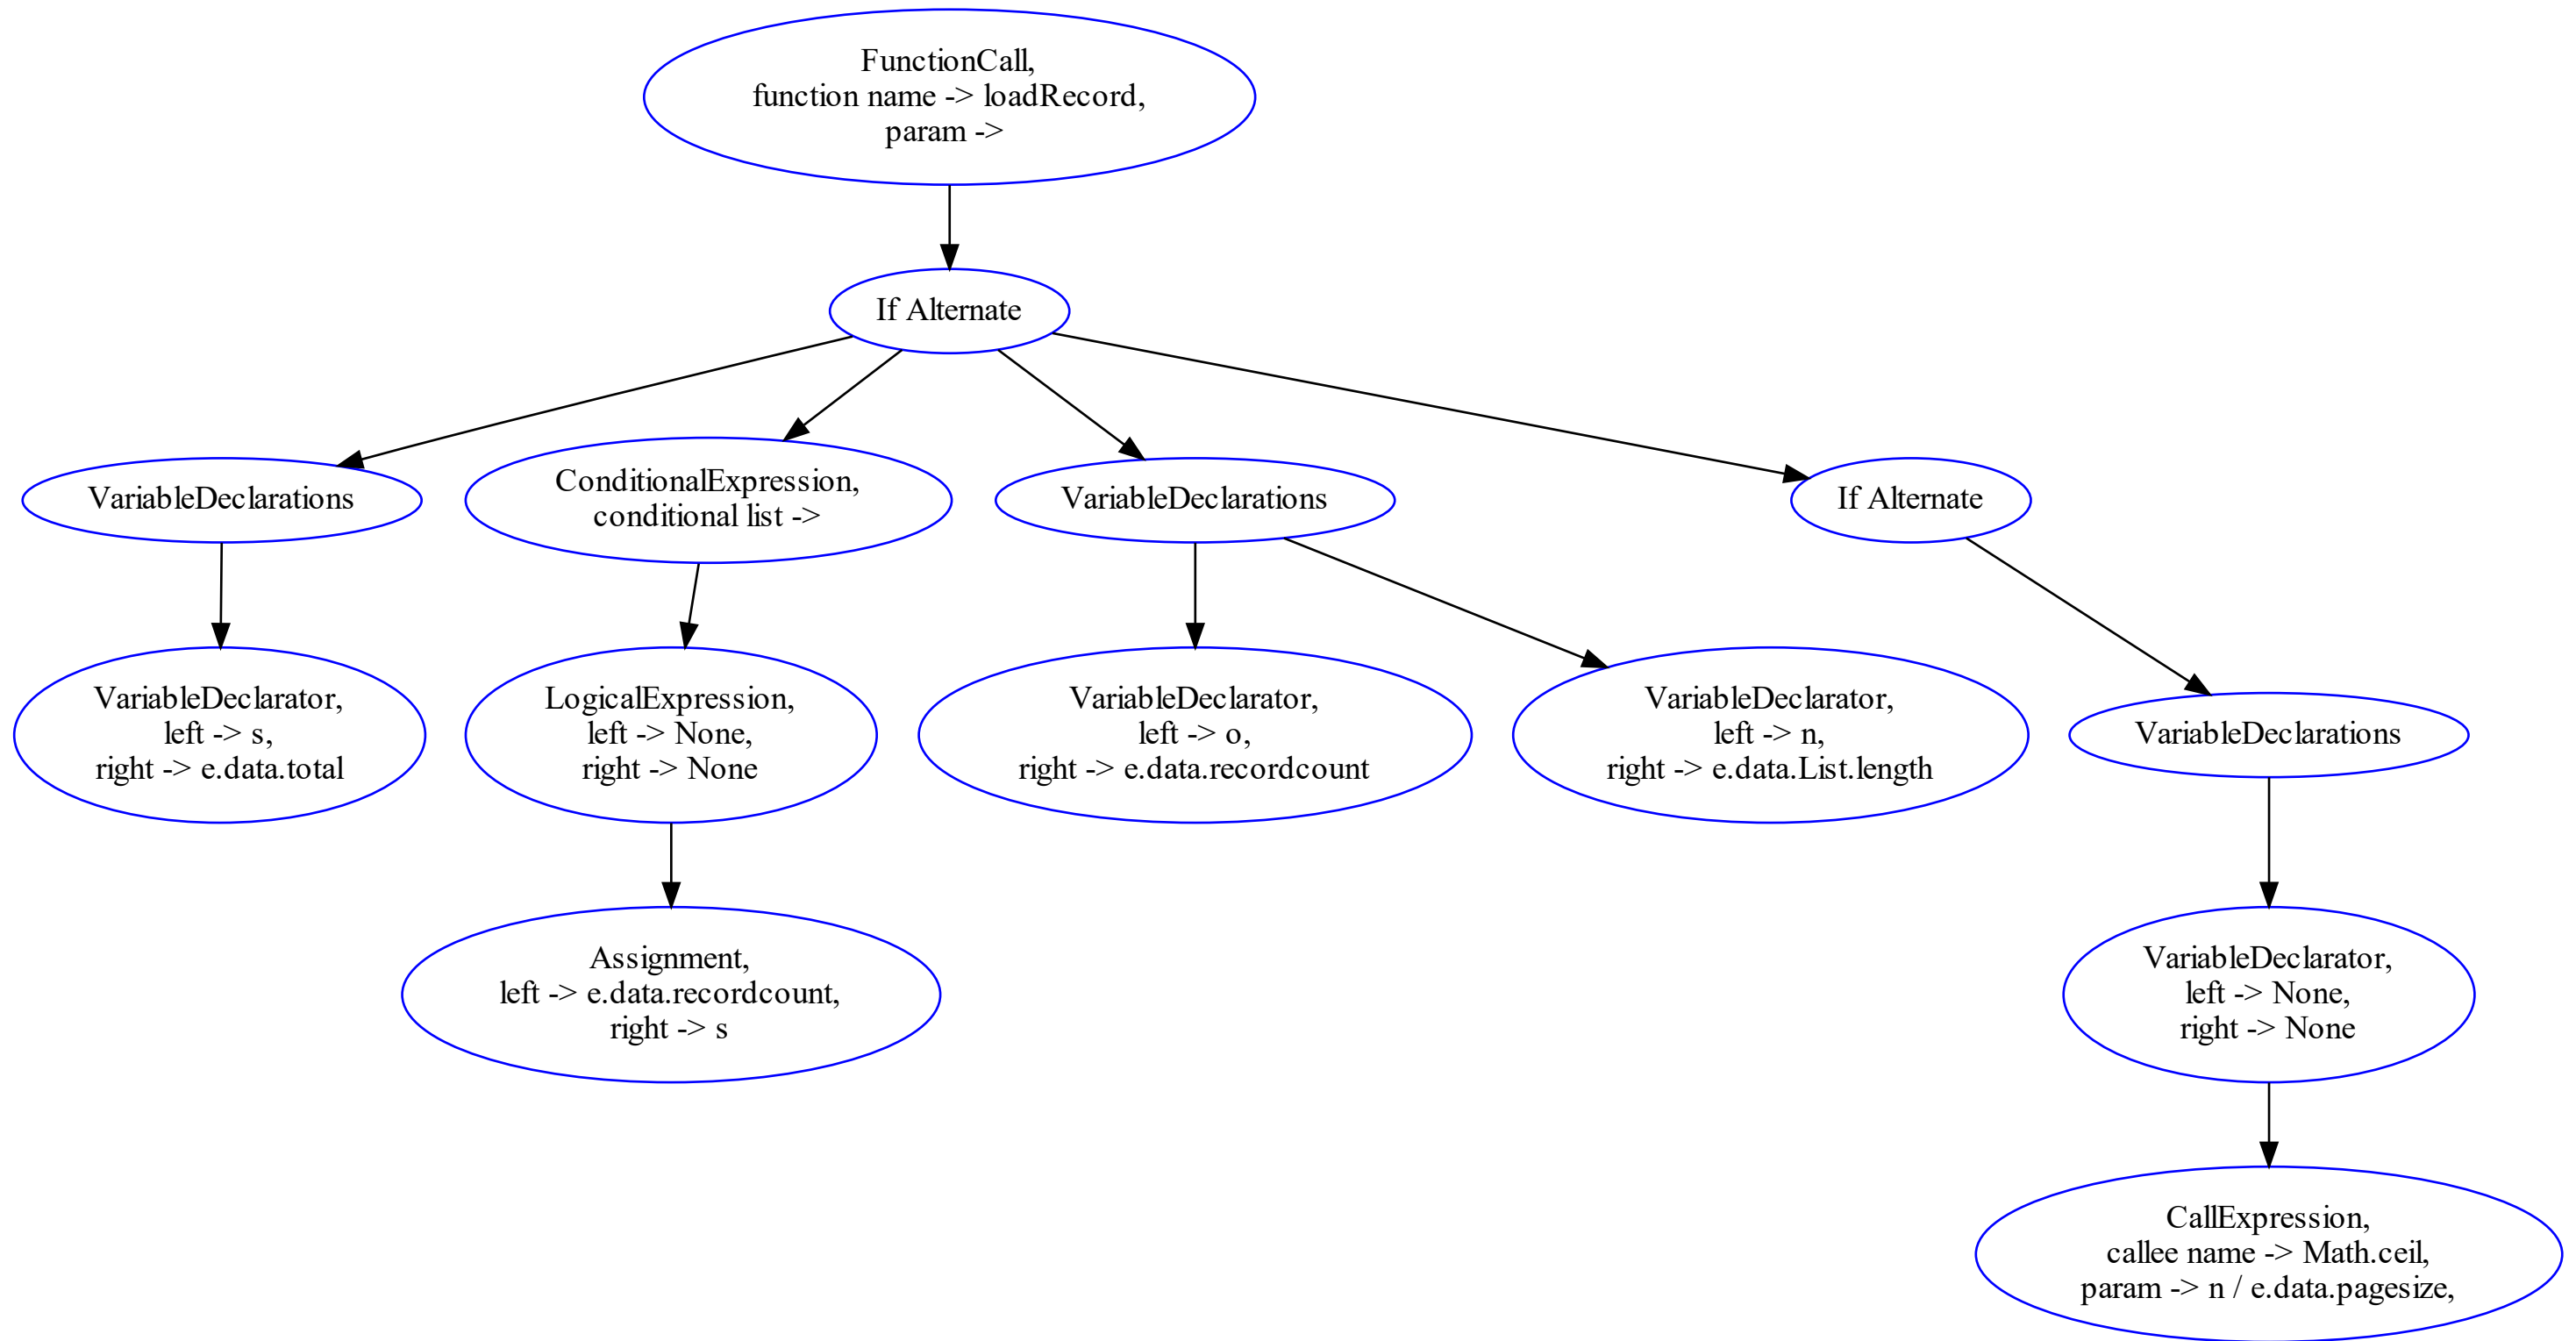 FunctionCall,
function name -> loadRecord,
param ->
If Alternate
VariableDeclarations
ConditionalExpression,
conditional list ->
VariableDeclarations
If Alternate
VariableDeclarator,
left -> s,
right -> e.data.total
LogicalExpression,
left -> None,
right -> None
VariableDeclarator,
left -> o,
right -> e.data.recordcount
VariableDeclarator,
left -> n,
right -> e.data.List.length
VariableDeclarations
Assignment,
left -> e.data.recordcount,
right -> s
VariableDeclarator,
left -> None,
right -> None
CallExpression,
callee name -> Math.ceil,
param -> n / e.data.pagesize,